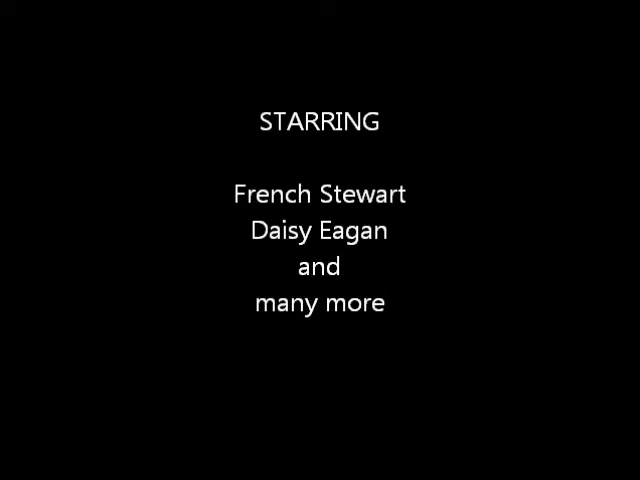 STARRING
French Stewart
Daisy Eagan
and
many more